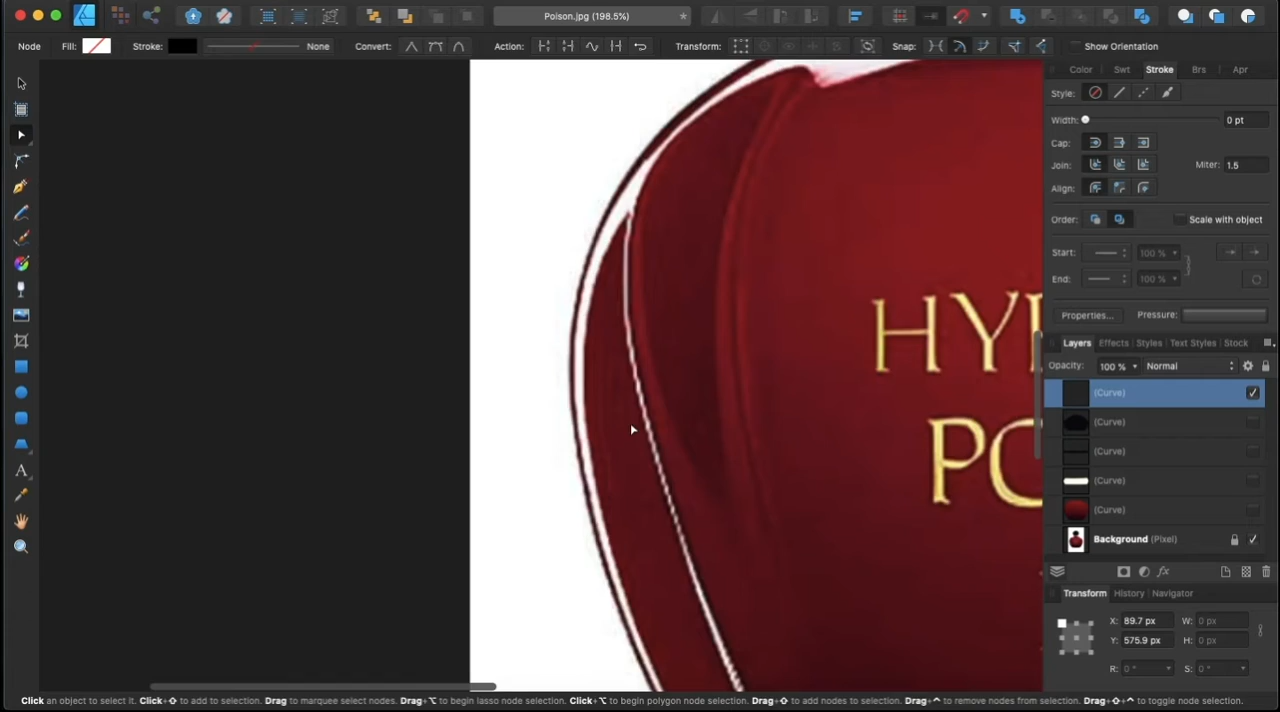 Poison.jpg (198.5%)
Node Fill: Stroke: None Convert: Action: Transform: Snap: Show Orientation
Color Swt Stroke Brs Apr
Style:
Width: 0 pt
Cap:
Join: Miter: 1.5
Align:
Order: Scale with object
Start: 100 %
End: 100 %
Properties... Pressure:
Layers Effects Styles Text Styles Stock
Opacity: 100 % Normal
(Curve)
(Curve)
(Curve)
(Curve)
(Curve)
Background (Pixel)
Transform History Navigator
X: 89.7 px W: 0 px
Y: 575.9 px H: 0 px
R: 0 ° S: 0 °
HYP
PO
A
Click an object to select it. Click+⇧ to add to selection. Drag to marquee select nodes. Drag+⌥ to begin lasso node selection. Click+⌥ to begin polygon node selection. Drag+⇧ to add nodes to selection. Drag+⌃ to remove nodes from selection. Drag+⇧+⌃ to toggle node selection.